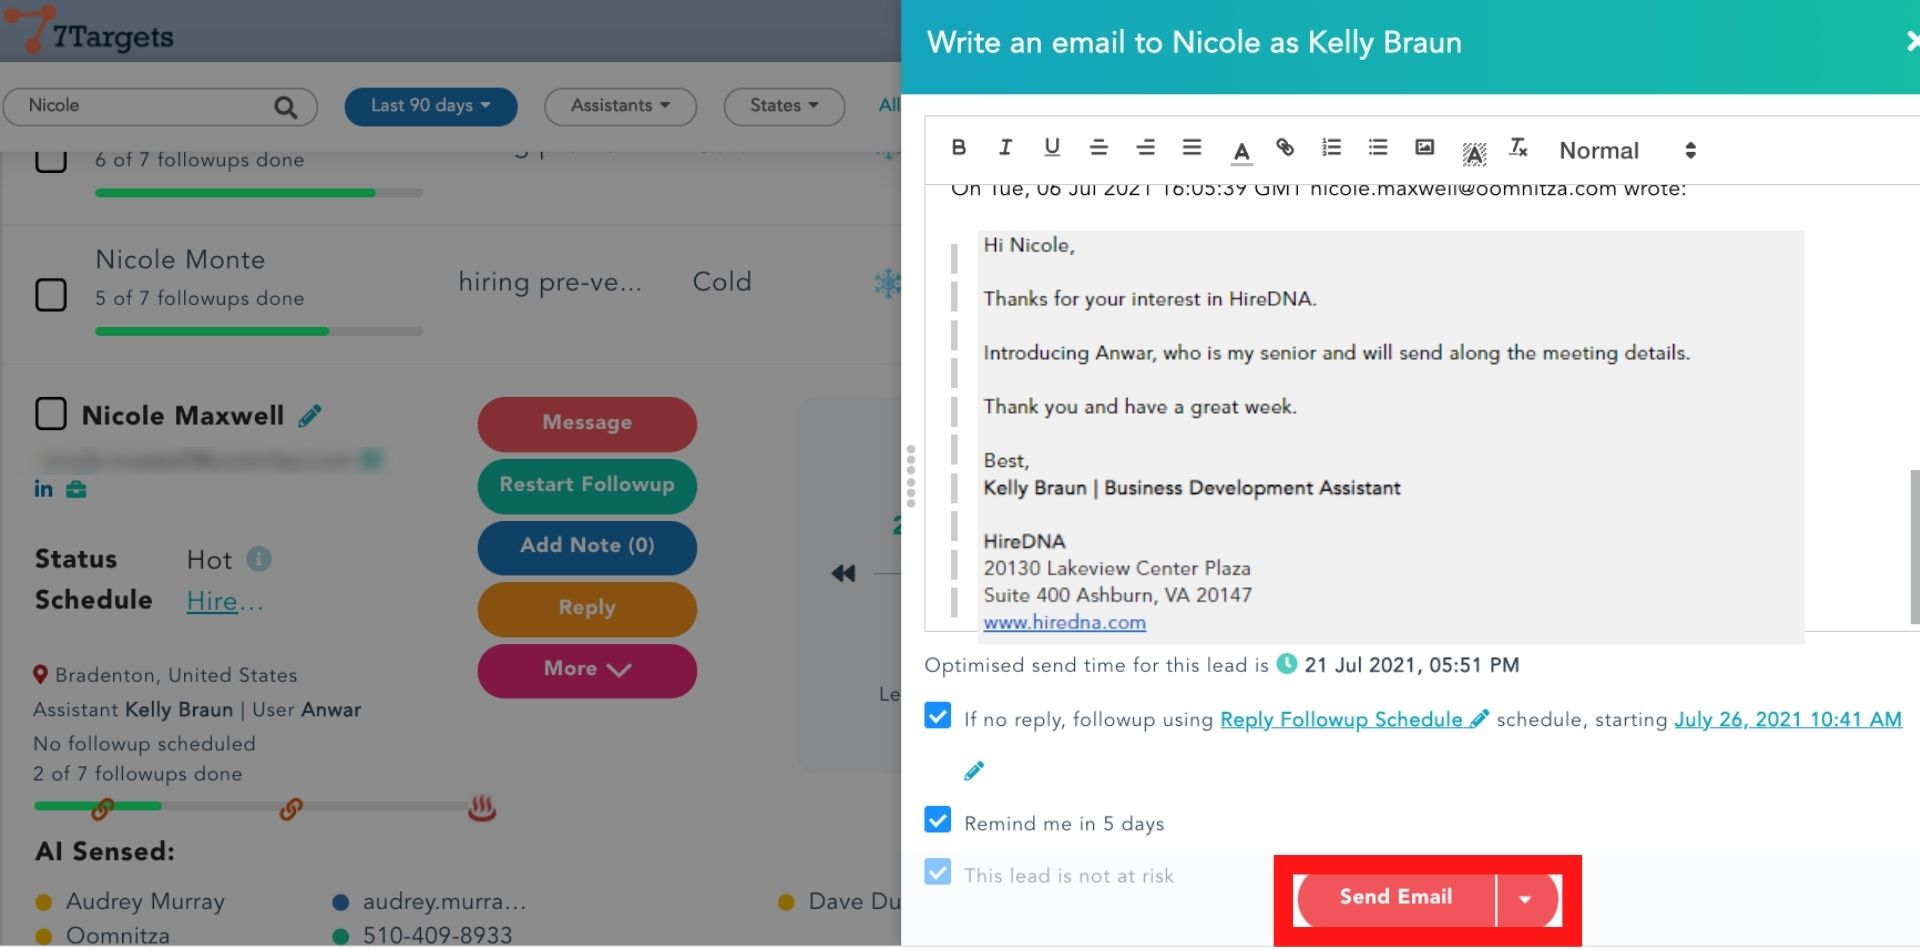 7Targets
Nicole
Last 90 days
Assistants
States
All
6 of 7 followups done
Nicole Monte
5 of 7 followups done
hiring pre-ve...
Cold
Nicole Maxwell
in
Status Hot
Schedule Hire...
Bradenton, United States
Assistant Kelly Braun | User Anwar
No followup scheduled
2 of 7 followups done
AI Sensed:
Audrey Murray
audrey.murra...
Dave Du
Oomnitza
510-409-8933
Message
Restart Followup
Add Note (0)
Reply
More
2
Le
Write an email to Nicole as Kelly Braun
B I U A A Tx Normal
On Tue, 06 Jul 2021 16:05:39 GMT nicole.maxwell@oomnitza.com wrote:
Hi Nicole,
Thanks for your interest in HireDNA.
Introducing Anwar, who is my senior and will send along the meeting details.
Thank you and have a great week.
Best,
Kelly Braun | Business Development Assistant
HireDNA
20130 Lakeview Center Plaza
Suite 400 Ashburn, VA 20147
www.hiredna.com
Optimised send time for this lead is 21 Jul 2021, 05:51 PM
If no reply, followup using Reply Followup Schedule schedule, starting July 26, 2021 10:41 AM
Remind me in 5 days
This lead is not at risk
Send Email